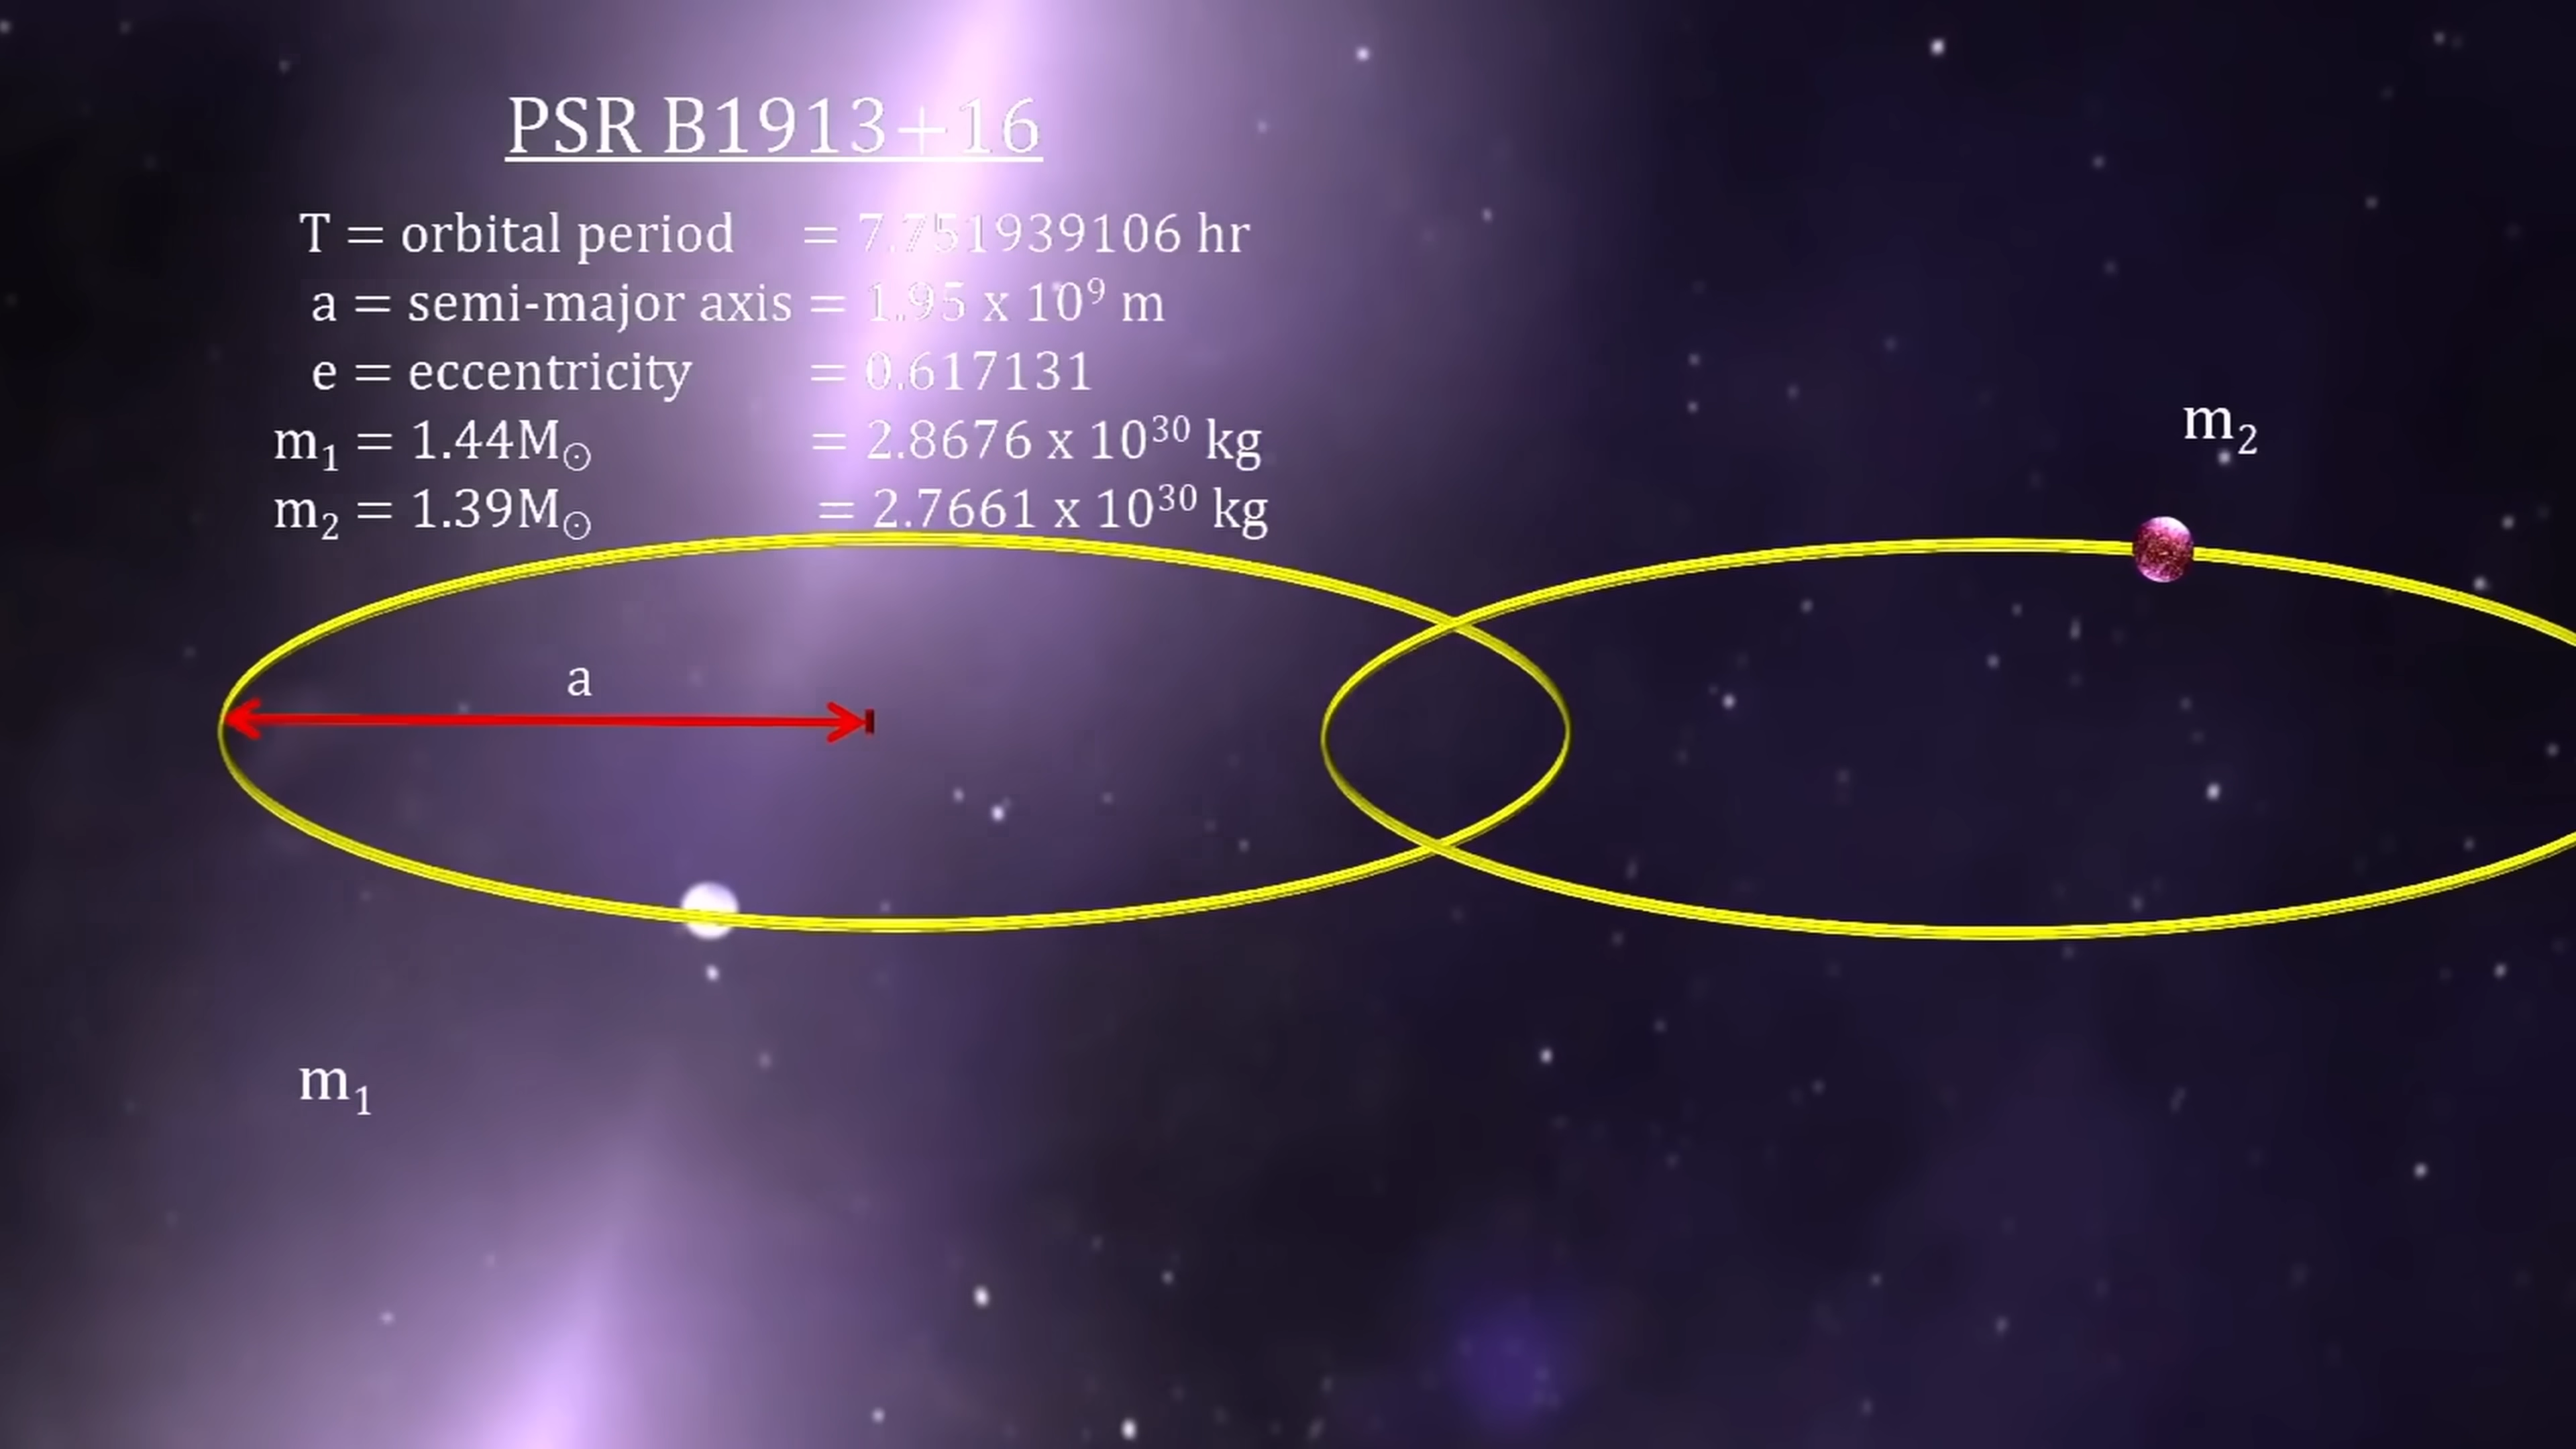 PSR B1913+16
T = orbital period = 7.751939106 hr
a = semi-major axis = 1.95 x 10⁹ m
e = eccentricity = 0.617131
m₁ = 1.44M☉ = 2.8676 x 10³⁰ kg
m₂ = 1.39M☉ = 2.7661 x 10³⁰ kg
m₂
a
m₁